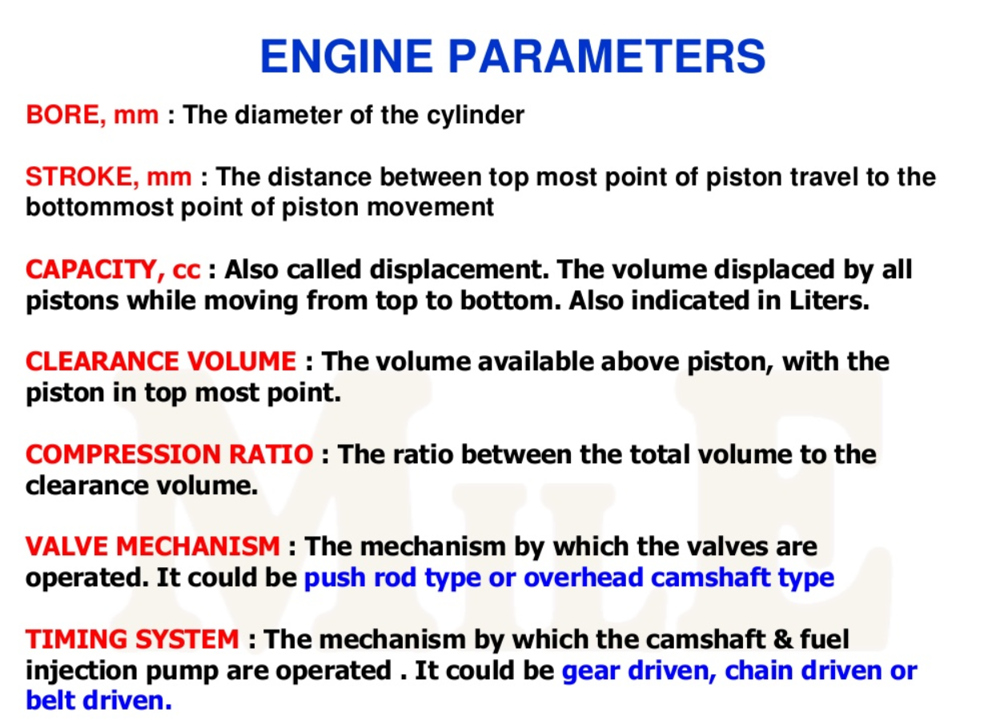 ENGINE PARAMETERS
BORE, mm : The diameter of the cylinder
STROKE, mm : The distance between top most point of piston travel to the
bottommost point of piston movement
CAPACITY, cc : Also called displacement. The volume displaced by all
pistons while moving from top to bottom. Also indicated in Liters.
CLEARANCE VOLUME : The volume available above piston, with the
piston in top most point.
COMPRESSION RATIO : The ratio between the total volume to the
clearance volume.
VALVE MECHANISM : The mechanism by which the valves are
operated. It could be push rod type or overhead camshaft type
TIMING SYSTEM : The mechanism by which the camshaft & fuel
injection pump are operated . It could be gear driven, chain driven or
belt driven.
MILE